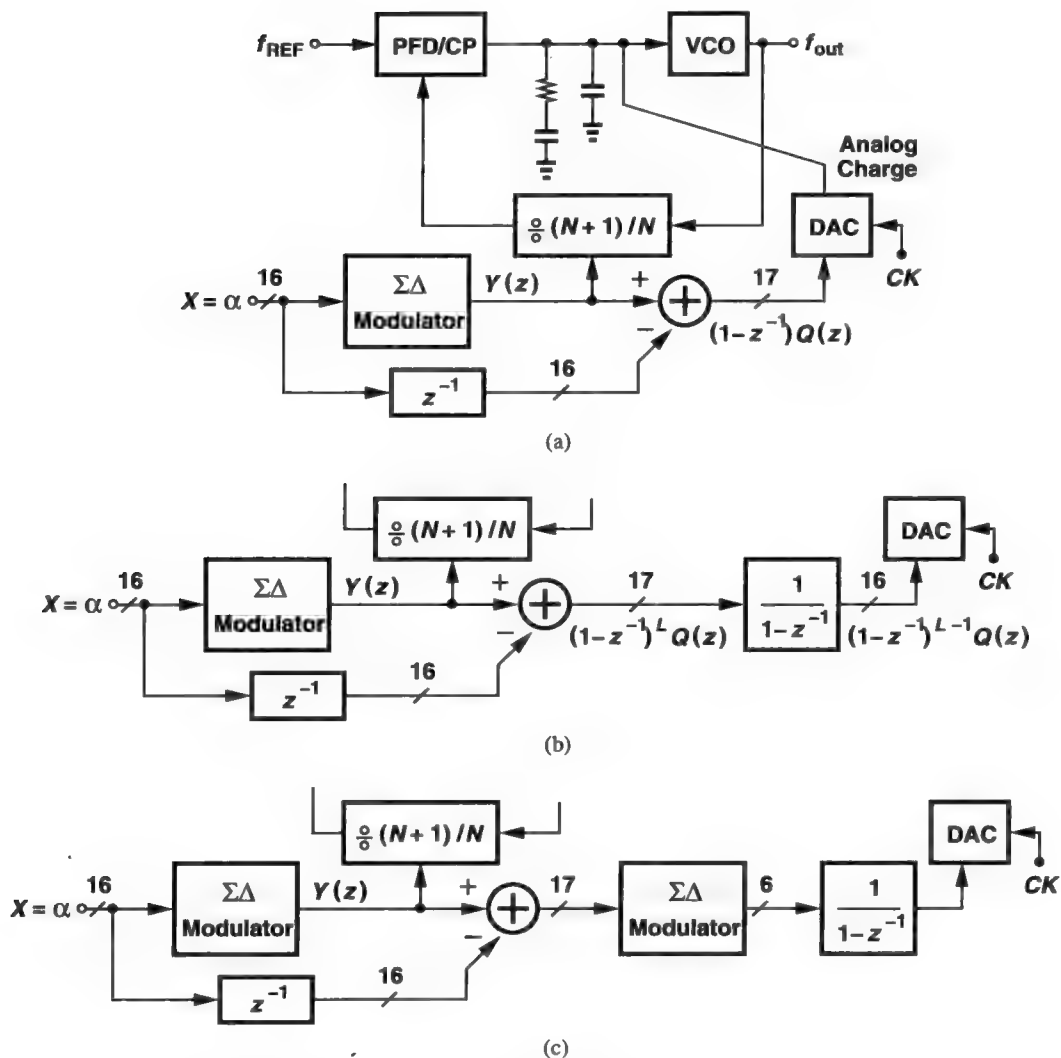 f_REF PFD/CP VCO f_out
Analog
Charge
÷ (N + 1) /N
DAC
CK
X = α 16 ΣΔ
Modulator
Y(z) + 17
−
(1−z⁻¹)Q(z)
z⁻¹ 16
(a)
÷ (N + 1) /N
DAC
CK
X = α 16 ΣΔ
Modulator
Y(z) + 17
−
(1−z⁻¹)^L Q(z)
1
1−z⁻¹
16
(1−z⁻¹)^{L−1} Q(z)
z⁻¹ 16
(b)
÷ (N + 1) /N
DAC
CK
X = α 16 ΣΔ
Modulator
Y(z) + 17
−
ΣΔ
Modulator
6
1
1−z⁻¹
z⁻¹ 16
(c)